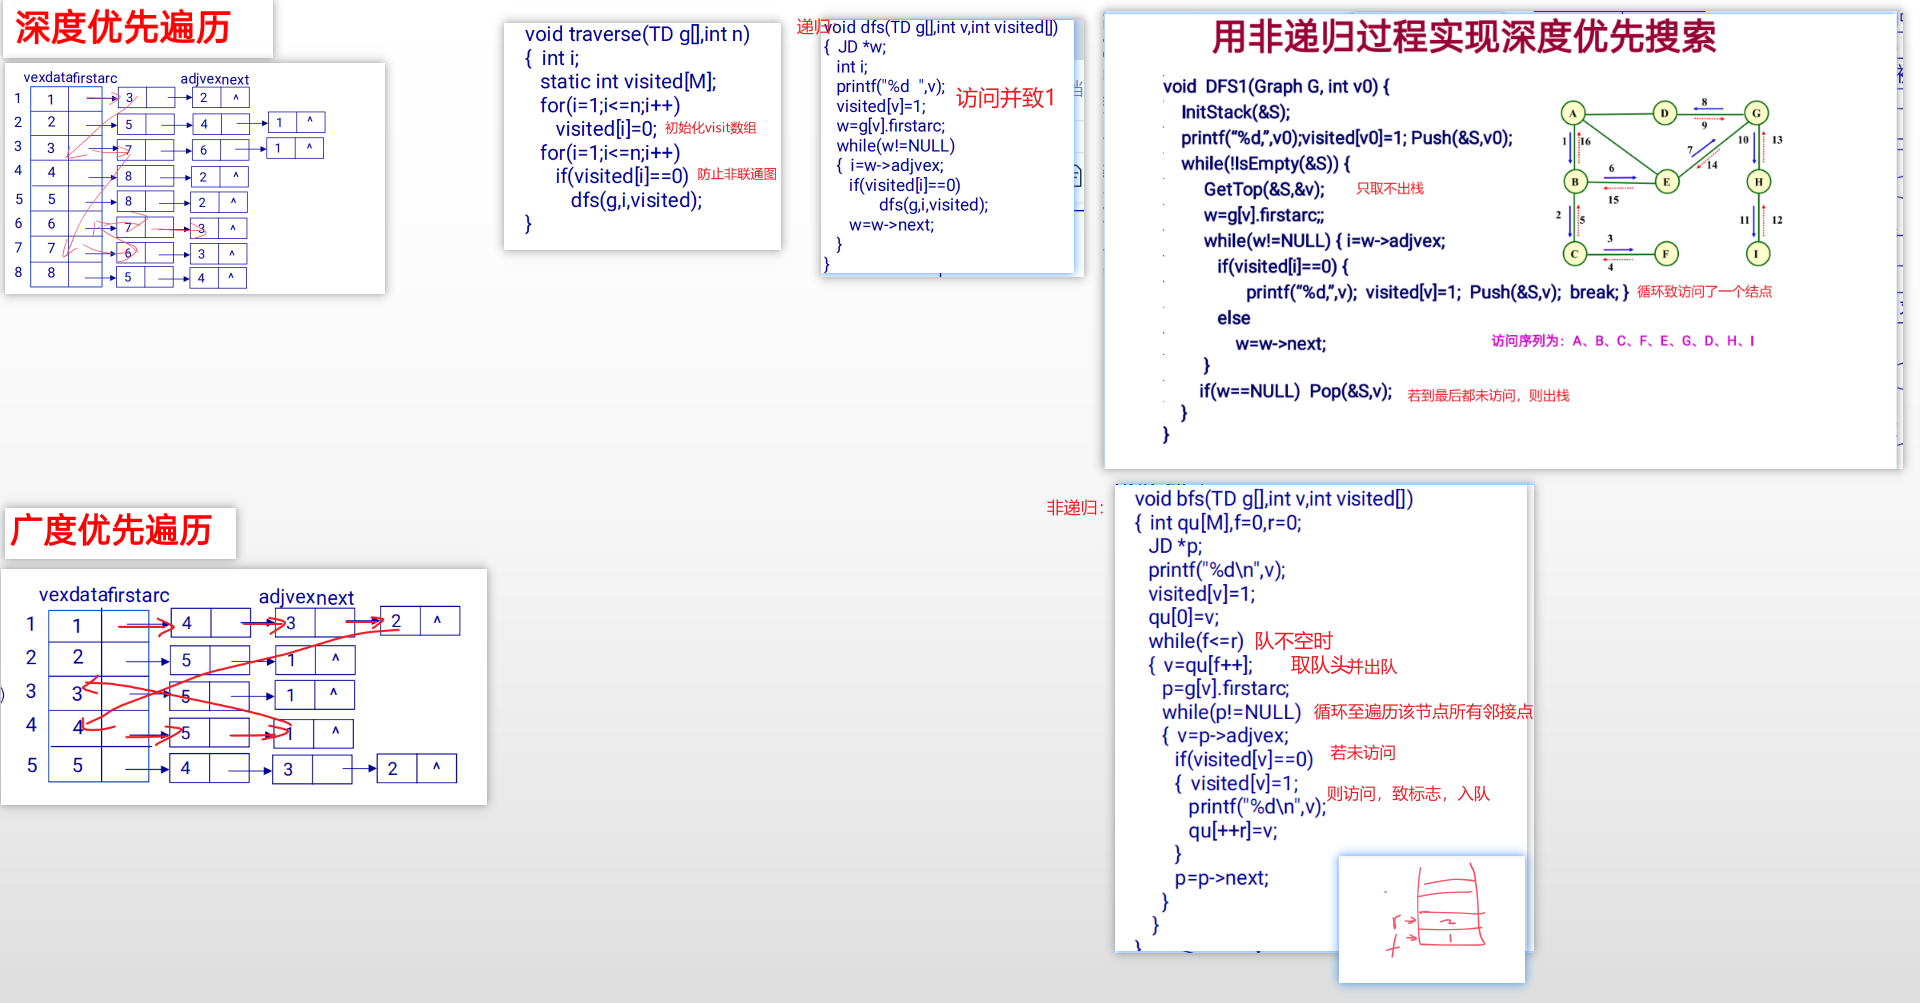 深度优先遍历
vexdatafirstarc adjvexnext
1 1 3 2 ^
2 2 5 4 1 ^
3 3 7 6 1 ^
4 4 8 2 ^
5 5 8 2 ^
6 6 7 3 ^
7 7 6 3 ^
8 8 5 4 ^
void traverse(TD g[],int n)
{ int i;
static int visited[M];
for(i=1;i<=n;i++)
visited[i]=0; 初始化visit数组
for(i=1;i<=n;i++)
if(visited[i]==0) 防止非联通图
dfs(g,i,visited);
}
递归
void dfs(TD g[],int v,int visited[])
{ JD *w;
int i;
printf("%d ",v);
visited[v]=1; 访问并致1
w=g[v].firstarc;
while(w!=NULL)
{ i=w->adjvex;
if(visited[i]==0)
dfs(g,i,visited);
w=w->next;
}
}
用非递归过程实现深度优先搜索
void DFS1(Graph G, int v0) {
InitStack(&S);
printf(“%d,”,v0);visited[v0]=1; Push(&S,v0);
while(!IsEmpty(&S)) {
GetTop(&S,&v); 只取不出栈
w=g[v].firstarc;;
while(w!=NULL) { i=w->adjvex;
if(visited[i]==0) {
printf(“%d,”,v); visited[v]=1; Push(&S,v); break; } 循环致访问了一个结点
else
w=w->next;
}
if(w==NULL) Pop(&S,v); 若到最后都未访问，则出栈
}
}
A D G
8
9
1 16 7 10 13
14
B 6 E H
15
2 5 11 12
3
C F I
4
访问序列为：A、B、C、F、E、G、D、H、I
广度优先遍历
vexdatafirstarc adjvexnext
1 1 4 3 2 ^
2 2 5 1 ^
3 3 5 1 ^
4 4 5 1 ^
5 5 4 3 2 ^
非递归：
void bfs(TD g[],int v,int visited[])
{ int qu[M],f=0,r=0;
JD *p;
printf("%d\n",v);
visited[v]=1;
qu[0]=v;
while(f<=r) 队不空时
{ v=qu[f++]; 取队头并出队
p=g[v].firstarc;
while(p!=NULL) 循环至遍历该节点所有邻接点
{ v=p->adjvex;
if(visited[v]==0) 若未访问
{ visited[v]=1;
printf("%d\n",v); 则访问，致标志，入队
qu[++r]=v;
}
p=p->next;
}
}
}
r 2
f 1